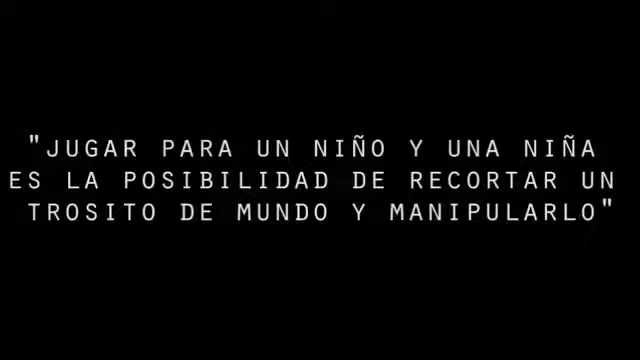 "JUGAR PARA UN NIÑO Y UNA NIÑA
ES LA POSIBILIDAD DE RECORTAR UN
TROSITO DE MUNDO Y MANIPULARLO"